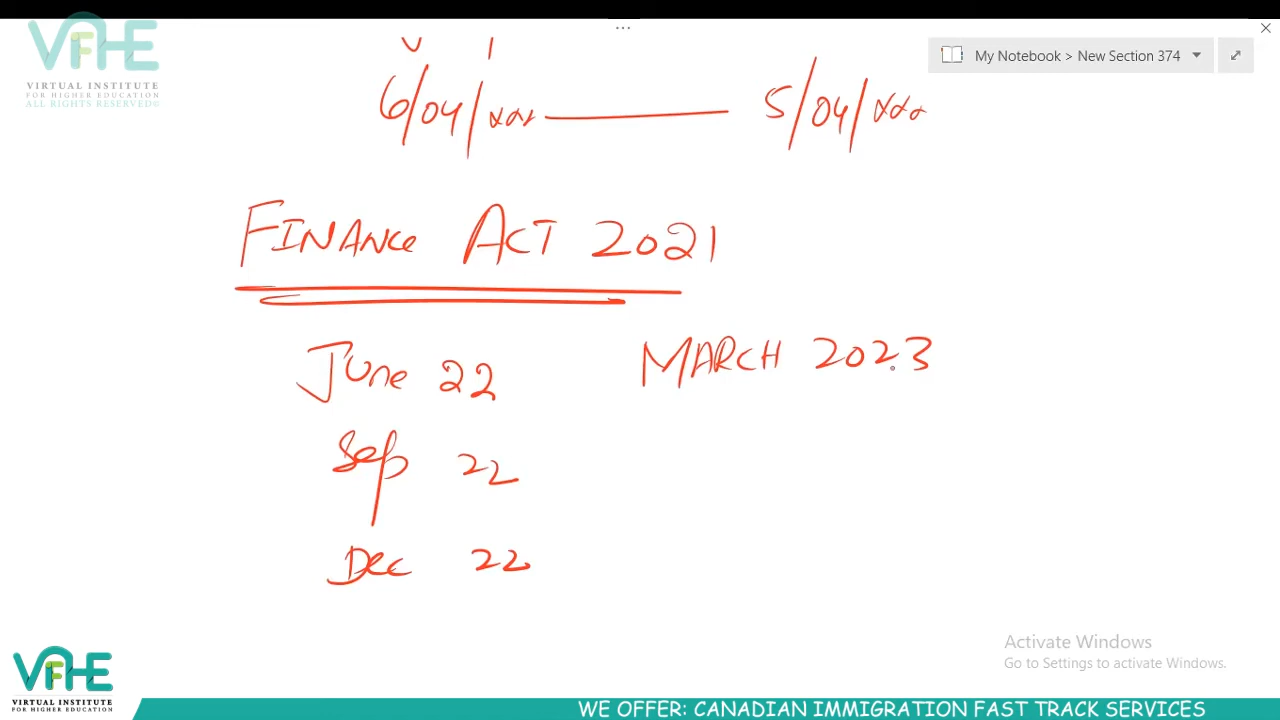 VFHE
VIRTUAL INSTITUTE
FOR HIGHER EDUCATION
ALL RIGHTS RESERVED©
...
My Notebook > New Section 374
6/04/xxx 5/04/xxx
FINANCE ACT 2021
June 22 MARCH 2023
Sep 22
Dec 22
Activate Windows
Go to Settings to activate Windows.
VFHE
VIRTUAL INSTITUTE
FOR HIGHER EDUCATION
WE OFFER: CANADIAN IMMIGRATION FAST TRACK SERVICES